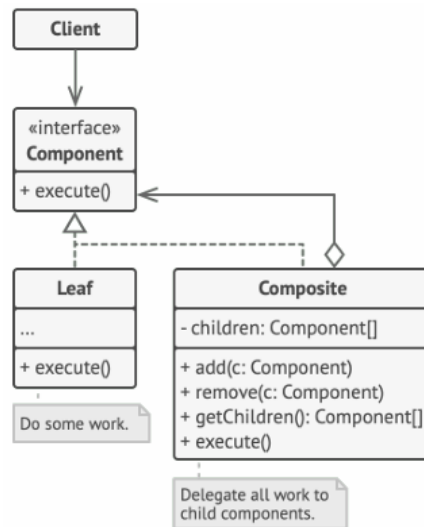 Client
«interface»
Component
+ execute()
Leaf
...
+ execute()
Do some work.
Composite
- children: Component[]
+ add(c: Component)
+ remove(c: Component)
+ getChildren(): Component[]
+ execute()
Delegate all work to
child components.